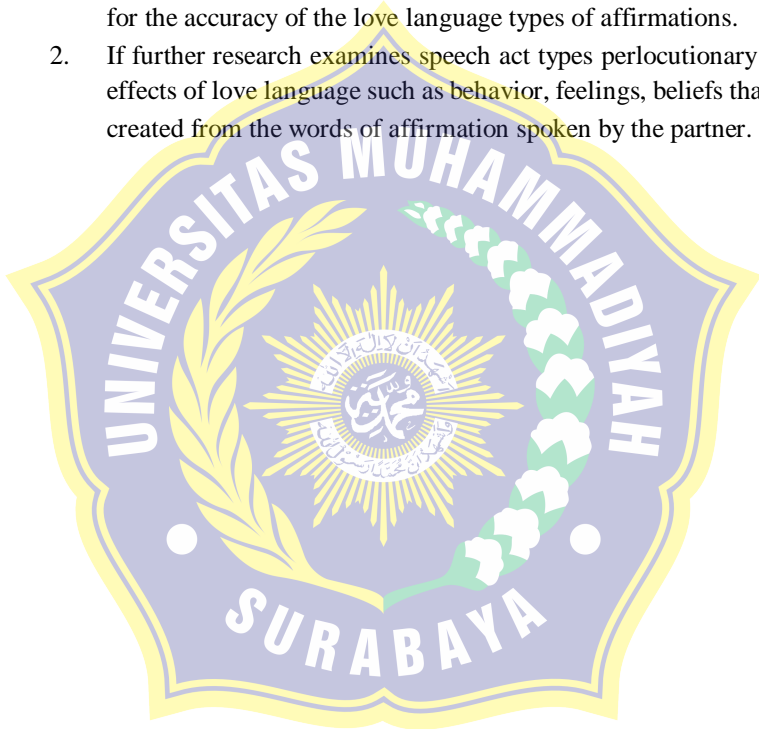 for the accuracy of the love language types of affirmations.
2. If further research examines speech act types perlocutionary
effects of love language such as behavior, feelings, beliefs tha
created from the words of affirmation spoken by the partner.
UNIVERSITAS MUHAMMADIYAH
SURABAYA